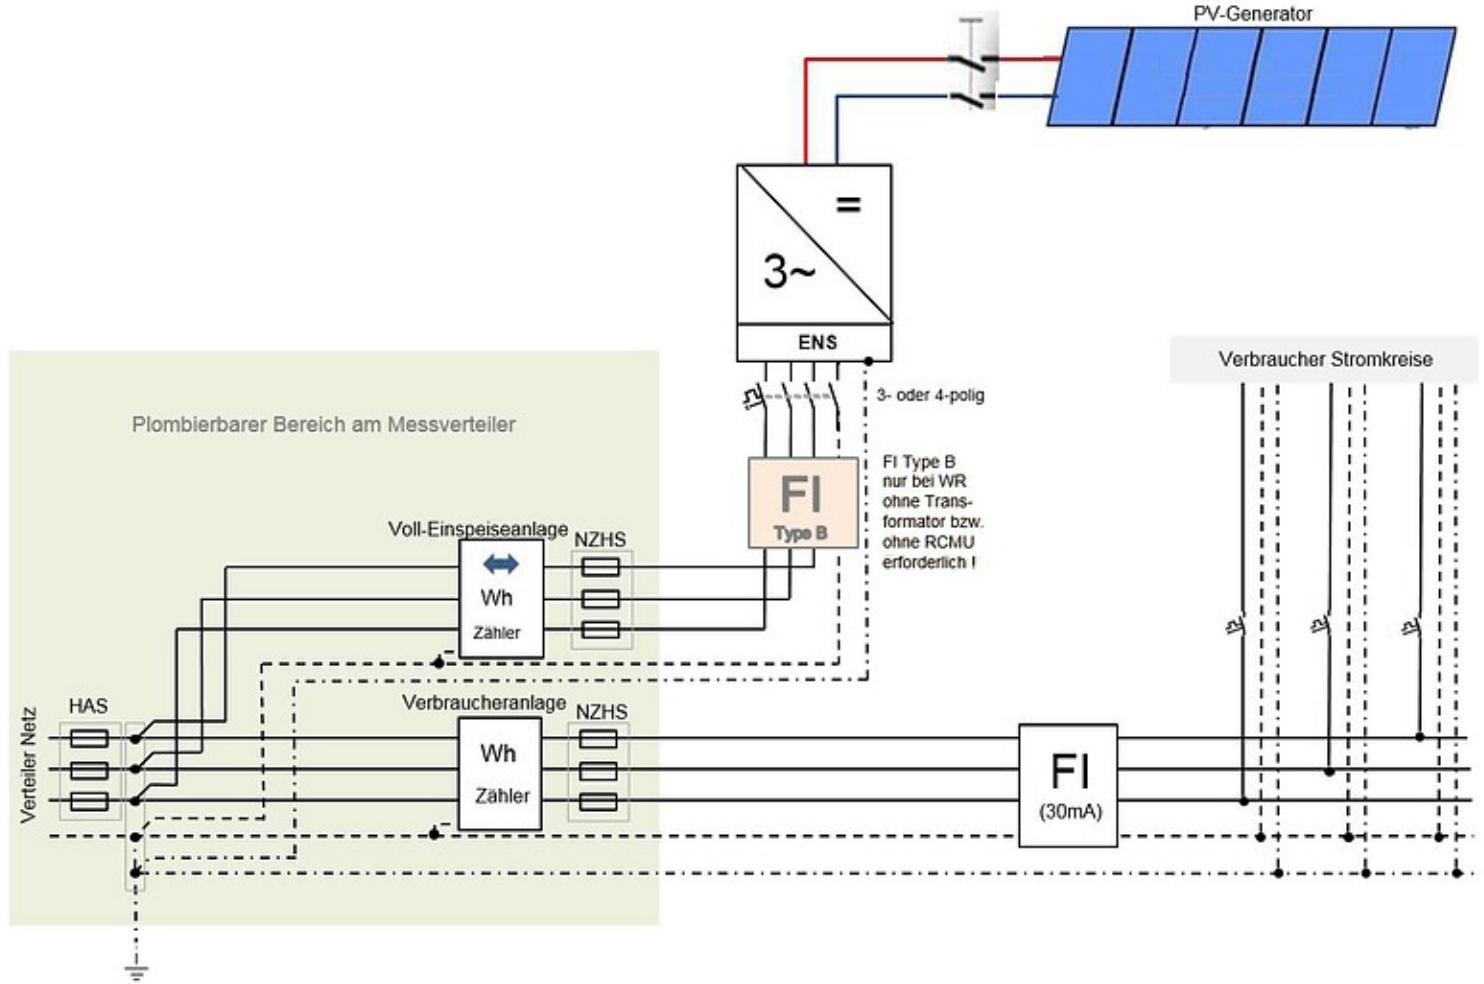 PV-Generator
=
3~
ENS
Verbraucher Stromkreise
3- oder 4-polig
Plombierbarer Bereich am Messverteiler
FI
Type B
FI Type B
nur bei WR
ohne Trans-
formator bzw.
ohne RCMU
erforderlich !
Voll-Einspeiseanlage
NZHS
Wh
Zähler
Verbraucheranlage
NZHS
HAS
Verteiler Netz
Wh
Zähler
FI
(30mA)